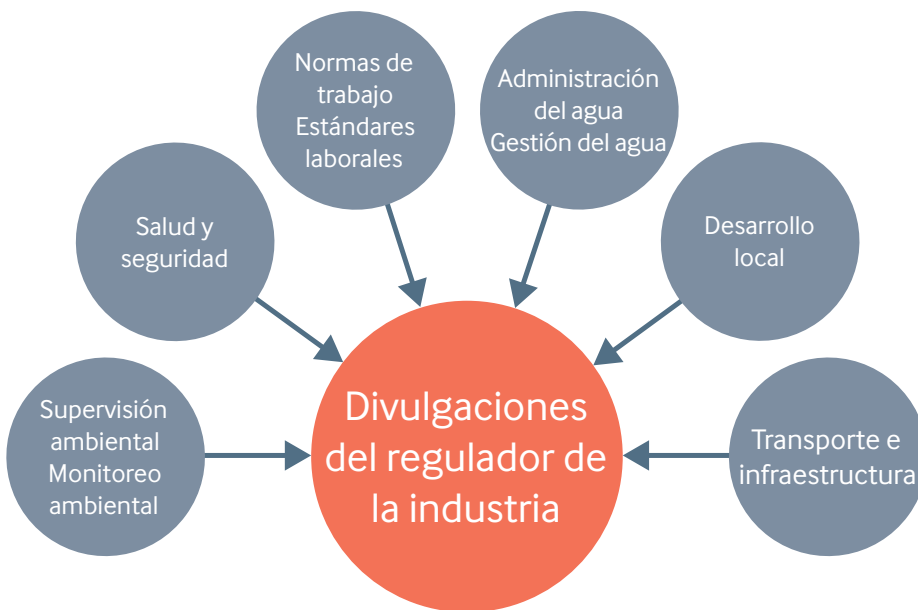 Normas de
trabajo
Estándares
laborales
Administración
del agua
Gestión del agua
Salud y
seguridad
Desarrollo
local
Supervisión
ambiental
Monitoreo
ambiental
Divulgaciones
del regulador de
la industria
Transporte e
infraestructura